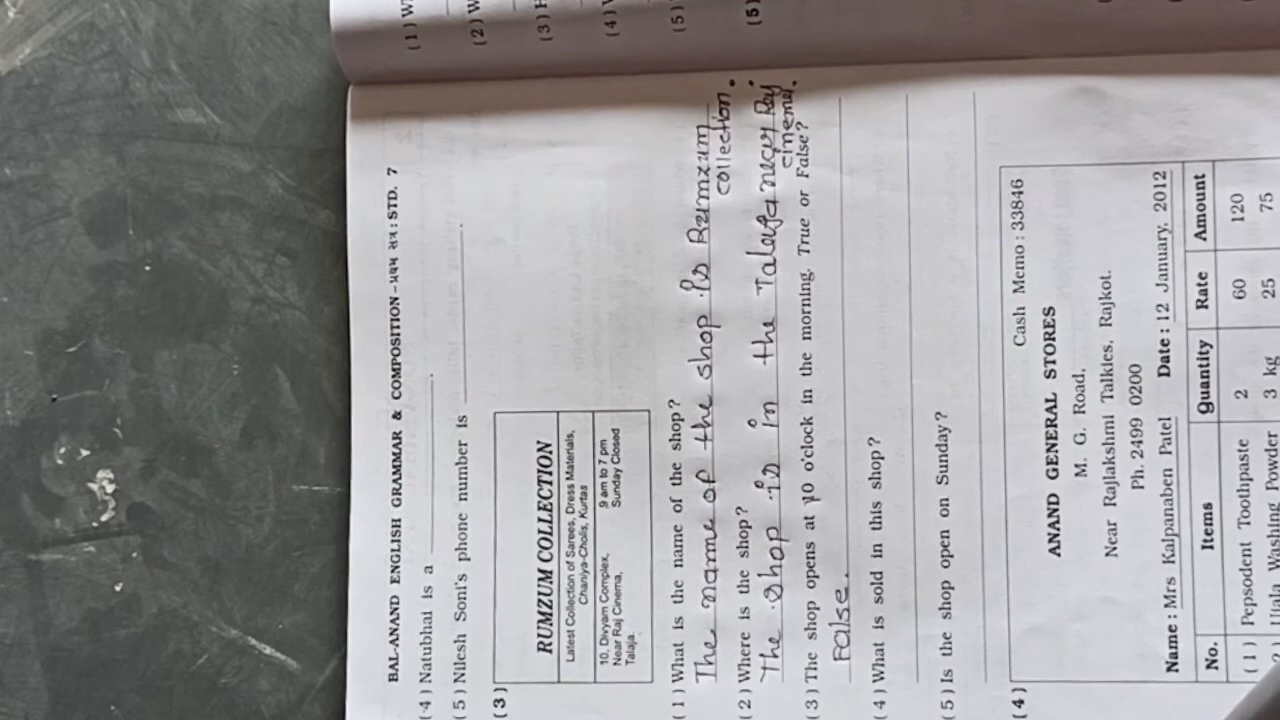 BAL-ANAND ENGLISH GRAMMAR & COMPOSITION – પ્રથમ સત્ર : STD. 7
(4) Natubhai is a ________.
(5) Nilesh Soni's phone number is ________.
(3)
RUMZUM COLLECTION
Latest Collection of Sarees, Dress Materials,
Chaniya-Cholis, Kurtas
10, Divyam Complex, 9 am to 7 pm
Near Raj Cinema, Sunday Closed
Talaja.
(1) What is the name of the shop?
The name of the shop is Rumzum
collection.
(2) Where is the shop?
The shop is in the Talaja near Raj
cinema.
(3) The shop opens at 10 o'clock in the morning. True or False?
False.
(4) What is sold in this shop?
(5) Is the shop open on Sunday?
(4)
Cash Memo : 33846
ANAND GENERAL STORES
M. G. Road,
Near Rajlakshmi Talkies, Rajkot.
Ph. 2499 0200
Name : Mrs Kalpanaben Patel Date : 12 January, 2012
No. Items Quantity Rate Amount
(1) Pepsodent Toothpaste 2 60 120
Ujala Washing Powder 3 kg 25 75
(1) W
(2) W
(3) H
(4)
(5)
(5)